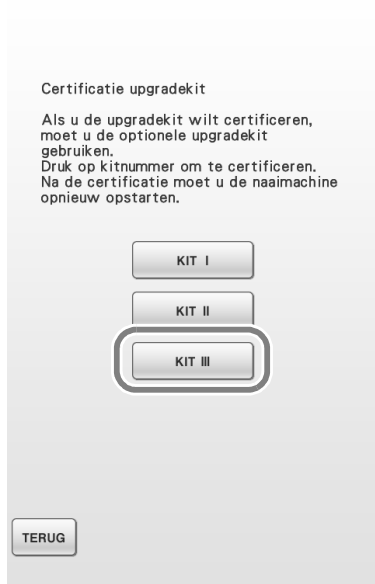 Certificatie upgradekit
Als u de upgradekit wilt certificeren,
moet u de optionele upgradekit
gebruiken.
Druk op kitnummer om te certificeren.
Na de certificatie moet u de naaimachine
opnieuw opstarten.
KIT I
KIT II
KIT III
TERUG